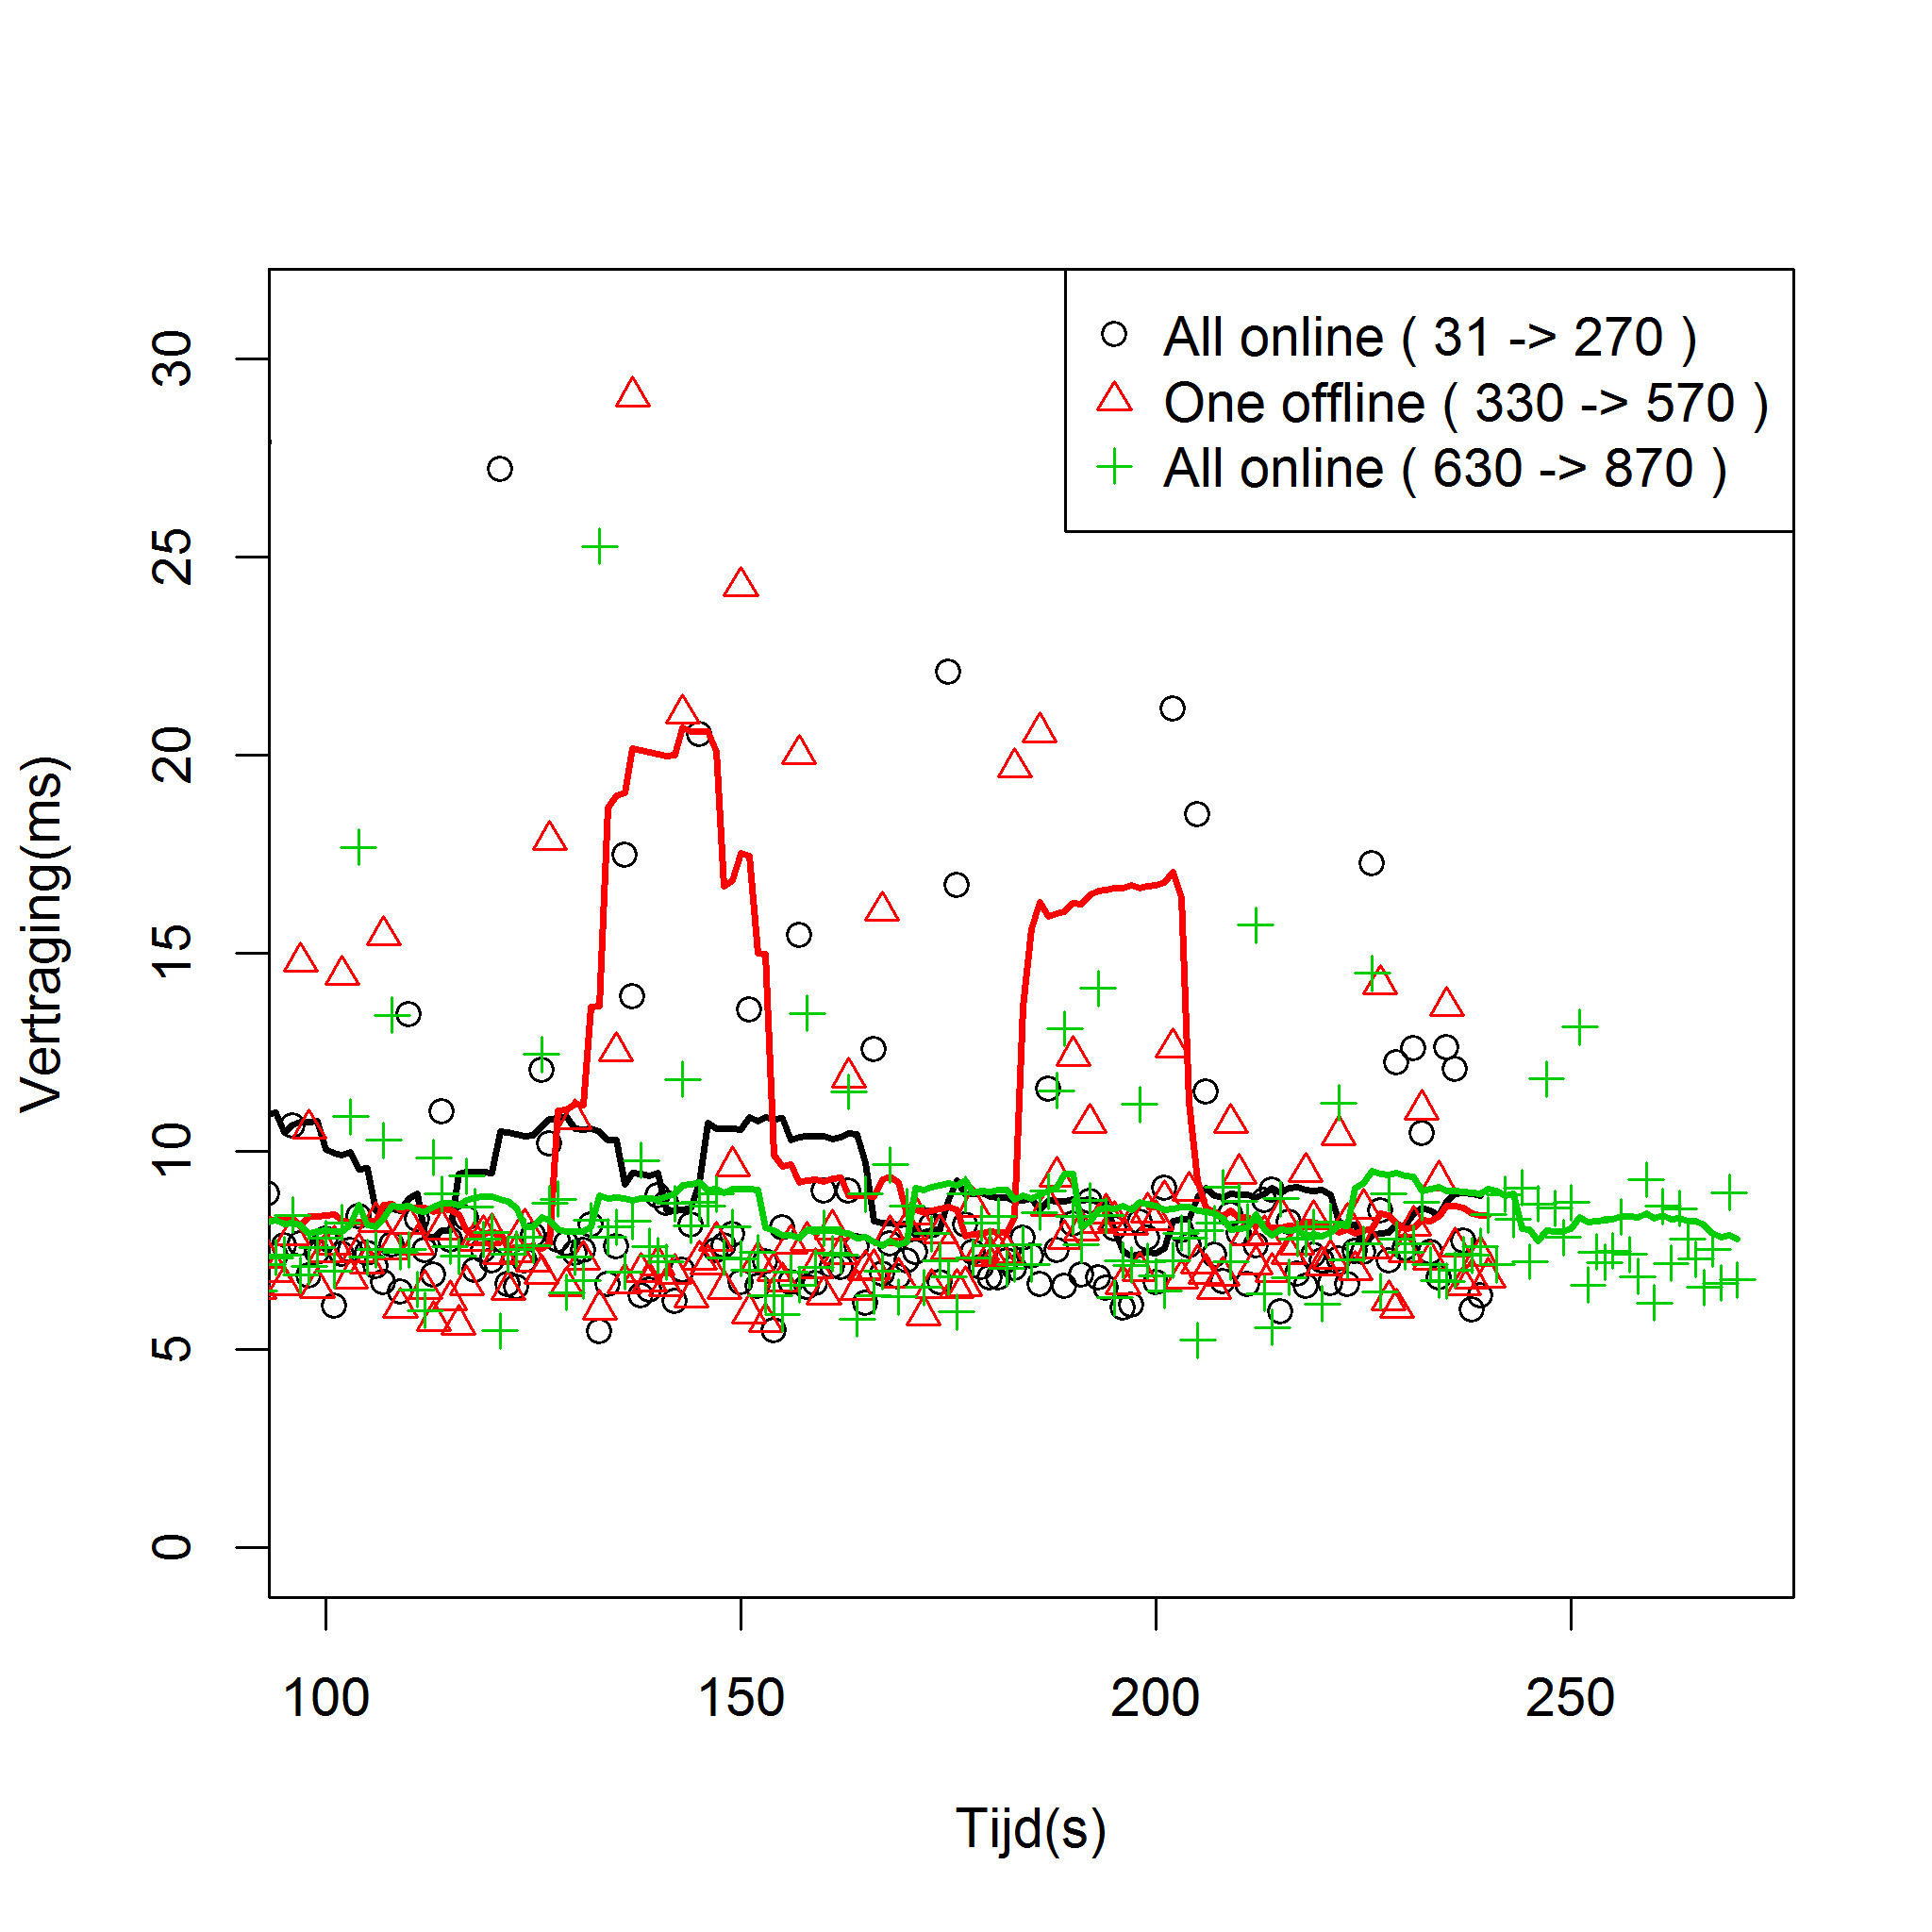 All online ( 31 -> 270 )
One offline ( 330 -> 570 )
All online ( 630 -> 870 )
Vertraging(ms)
30
25
20
15
10
5
0
100 150 200 250
Tijd(s)